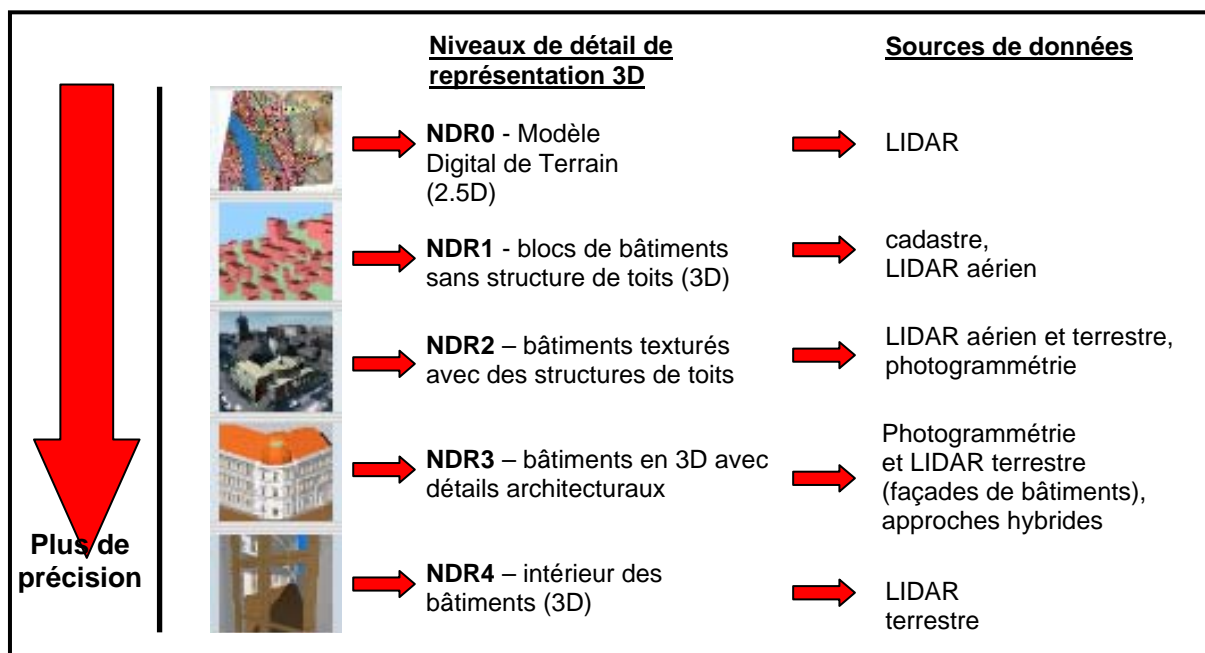 Niveaux de détail de
représentation 3D
Sources de données
NDR0 - Modèle
Digital de Terrain
(2.5D)
LIDAR
NDR1 - blocs de bâtiments
sans structure de toits (3D)
cadastre,
LIDAR aérien
NDR2 – bâtiments texturés
avec des structures de toits
LIDAR aérien et terrestre,
photogrammétrie
NDR3 – bâtiments en 3D avec
détails architecturaux
Photogrammétrie
et LIDAR terrestre
(façades de bâtiments),
approches hybrides
NDR4 – intérieur des
bâtiments (3D)
LIDAR
terrestre
Plus de
précision